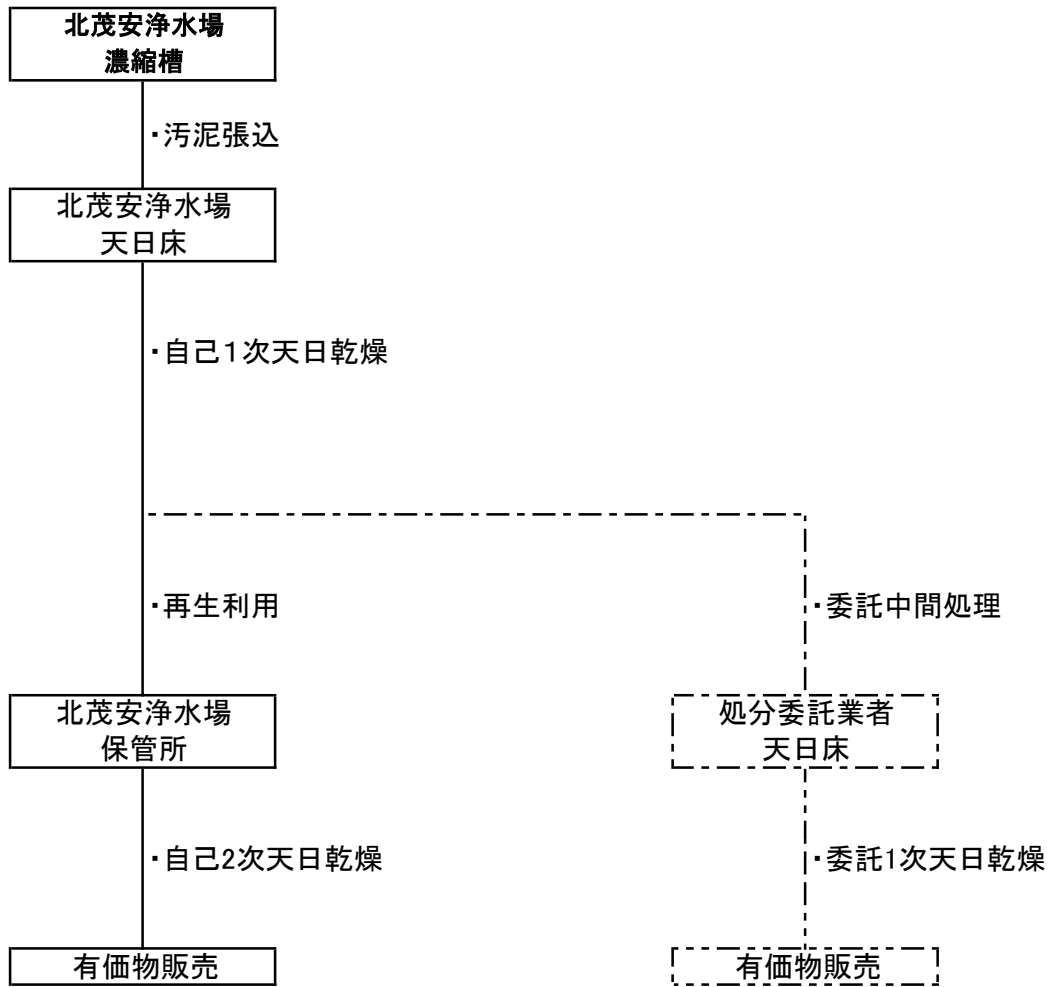 北茂安浄水場
濃縮槽
・汚泥張込
北茂安浄水場
天日床
・自己１次天日乾燥
・再生利用
・委託中間処理
北茂安浄水場
保管所
処分委託業者
天日床
・自己2次天日乾燥
・委託1次天日乾燥
有価物販売
有価物販売